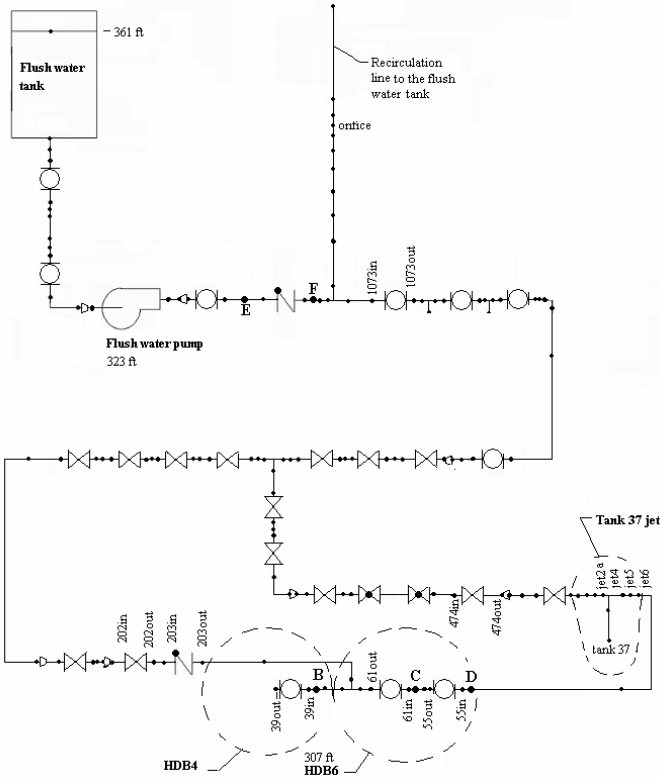 361 ft
Flush water
tank
Recirculation
line to the flush
water tank
orifice
1073in
1073out
F
E
Flush water pump
323 ft
Tank 37 jet
jet2a
jet4
jet5
jet6
474in
474out
tank 37
202in
202out
203in
203out
61out
B
C
D
39out
39in
61in
55out
55in
307 ft
HDB4
HDB6